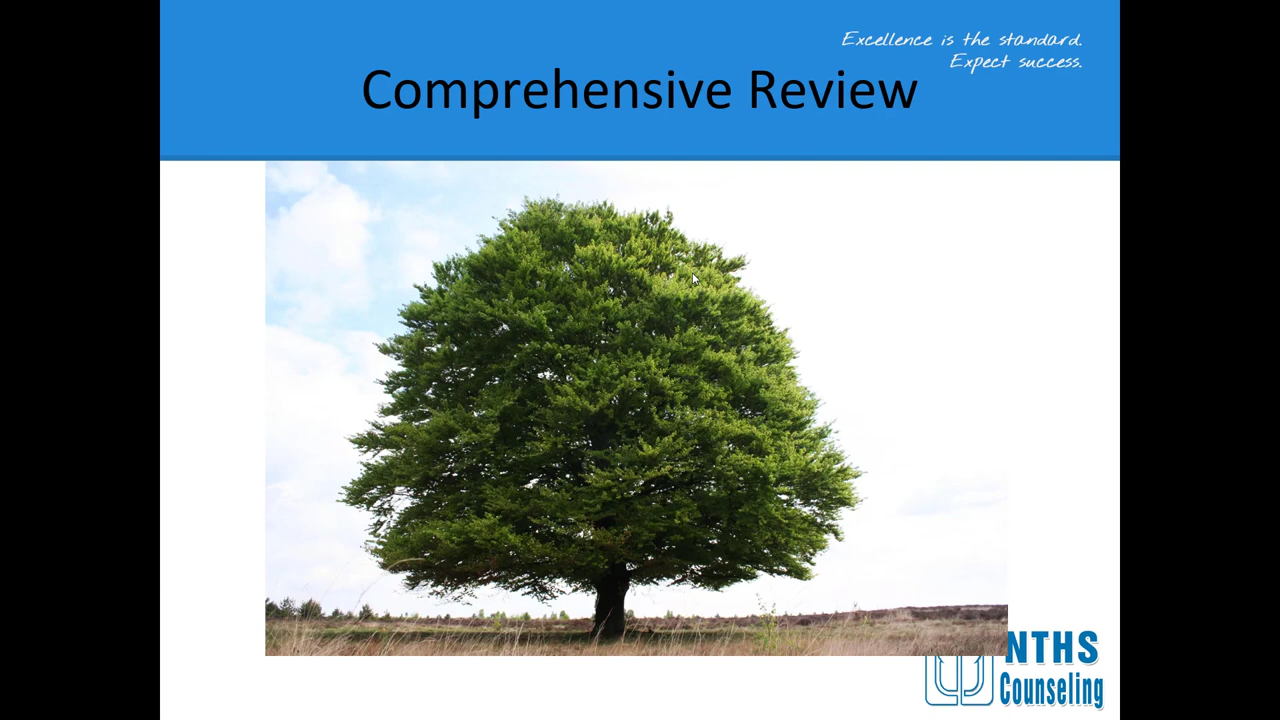 Excellence is the standard.
Expect success.
Comprehensive Review
NTHS
Counseling